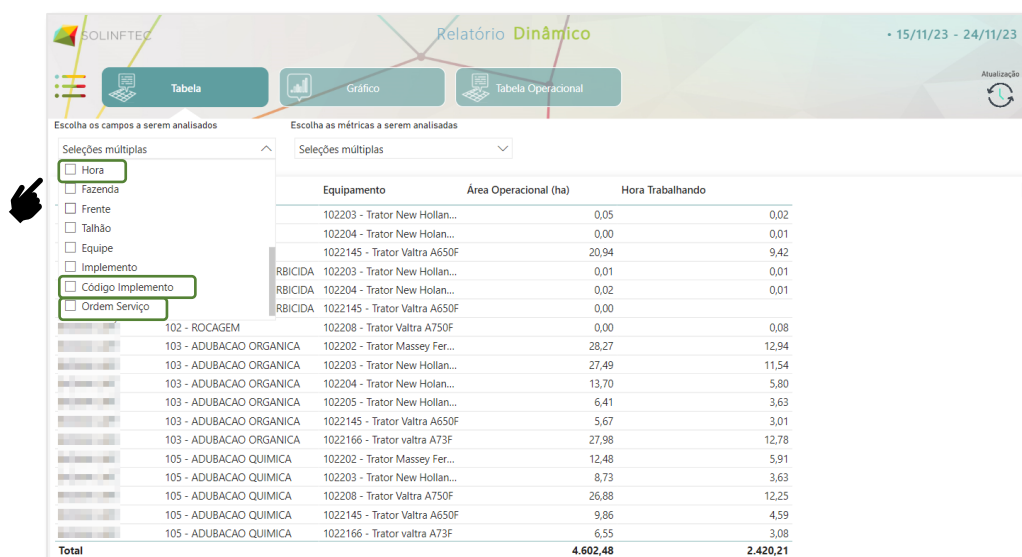 SOLINFTEC
Relatório Dinâmico
• 15/11/23 - 24/11/23
Tabela
Gráfico
Tabela Operacional
Atualização
Escolha os campos a serem analisados
Escolha as métricas a serem analisadas
Seleções múltiplas
Seleções múltiplas
Hora
Fazenda
Frente
Talhão
Equipe
Implemento
Código Implemento
Ordem Serviço
Equipamento Área Operacional (ha) Hora Trabalhando
102203 - Trator New Hollan... 0,05 0,02
102204 - Trator New Holan... 0,00 0,01
1022145 - Trator Valtra A650F 20,94 9,42
RBICIDA 102203 - Trator New Hollan... 0,01 0,01
RBICIDA 102204 - Trator New Holan... 0,02 0,01
RBICIDA 1022145 - Trator Valtra A650F 0,00
102 - ROCAGEM 102208 - Trator Valtra A750F 0,00 0,08
103 - ADUBACAO ORGANICA 102202 - Trator Massey Fer... 28,27 12,94
103 - ADUBACAO ORGANICA 102203 - Trator New Hollan... 27,49 11,54
103 - ADUBACAO ORGANICA 102204 - Trator New Holan... 13,70 5,80
103 - ADUBACAO ORGANICA 102205 - Trator New Holan... 6,41 3,63
103 - ADUBACAO ORGANICA 1022145 - Trator Valtra A650F 5,67 3,01
103 - ADUBACAO ORGANICA 1022166 - Trator valtra A73F 27,98 12,78
105 - ADUBACAO QUIMICA 102202 - Trator Massey Fer... 12,48 5,91
105 - ADUBACAO QUIMICA 102203 - Trator New Hollan... 8,73 3,63
105 - ADUBACAO QUIMICA 102208 - Trator Valtra A750F 26,88 12,25
105 - ADUBACAO QUIMICA 1022145 - Trator Valtra A650F 9,86 4,59
105 - ADUBACAO QUIMICA 1022166 - Trator valtra A73F 6,55 3,08
Total 4.602,48 2.420,21